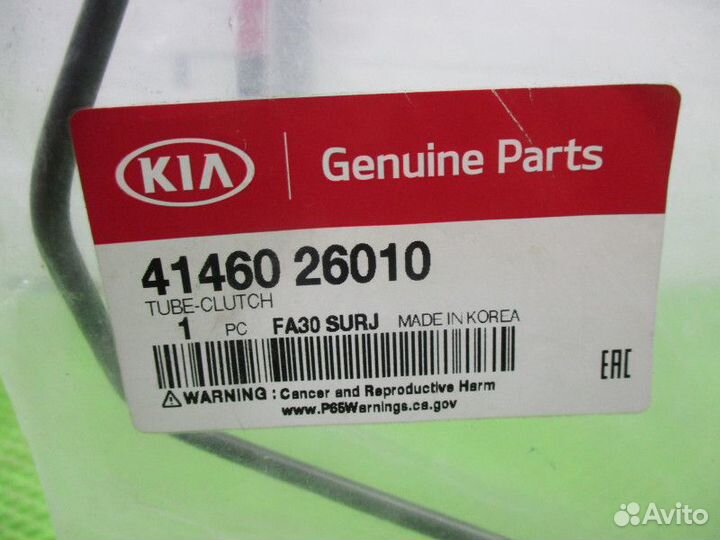 KIA
Genuine Parts
41460 26010
TUBE-CLUTCH
1 PC FA30 SURJ MADE IN KOREA
EAC
WARNING : Cancer and Reproductive Harm
www.P65Warnings.ca.gov
Avito